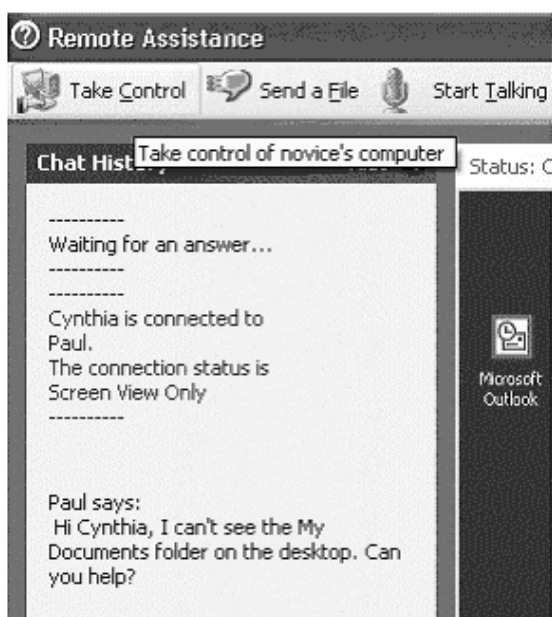 Remote Assistance
Take Control Send a File Start Talking
Take control of novice's computer
Chat
Status:
----------
Waiting for an answer...
----------
----------
Cynthia is connected to
Paul.
The connection status is
Screen View Only
----------
Microsoft
Outlook
Paul says:
Hi Cynthia, I can't see the My
Documents folder on the desktop. Can
you help?